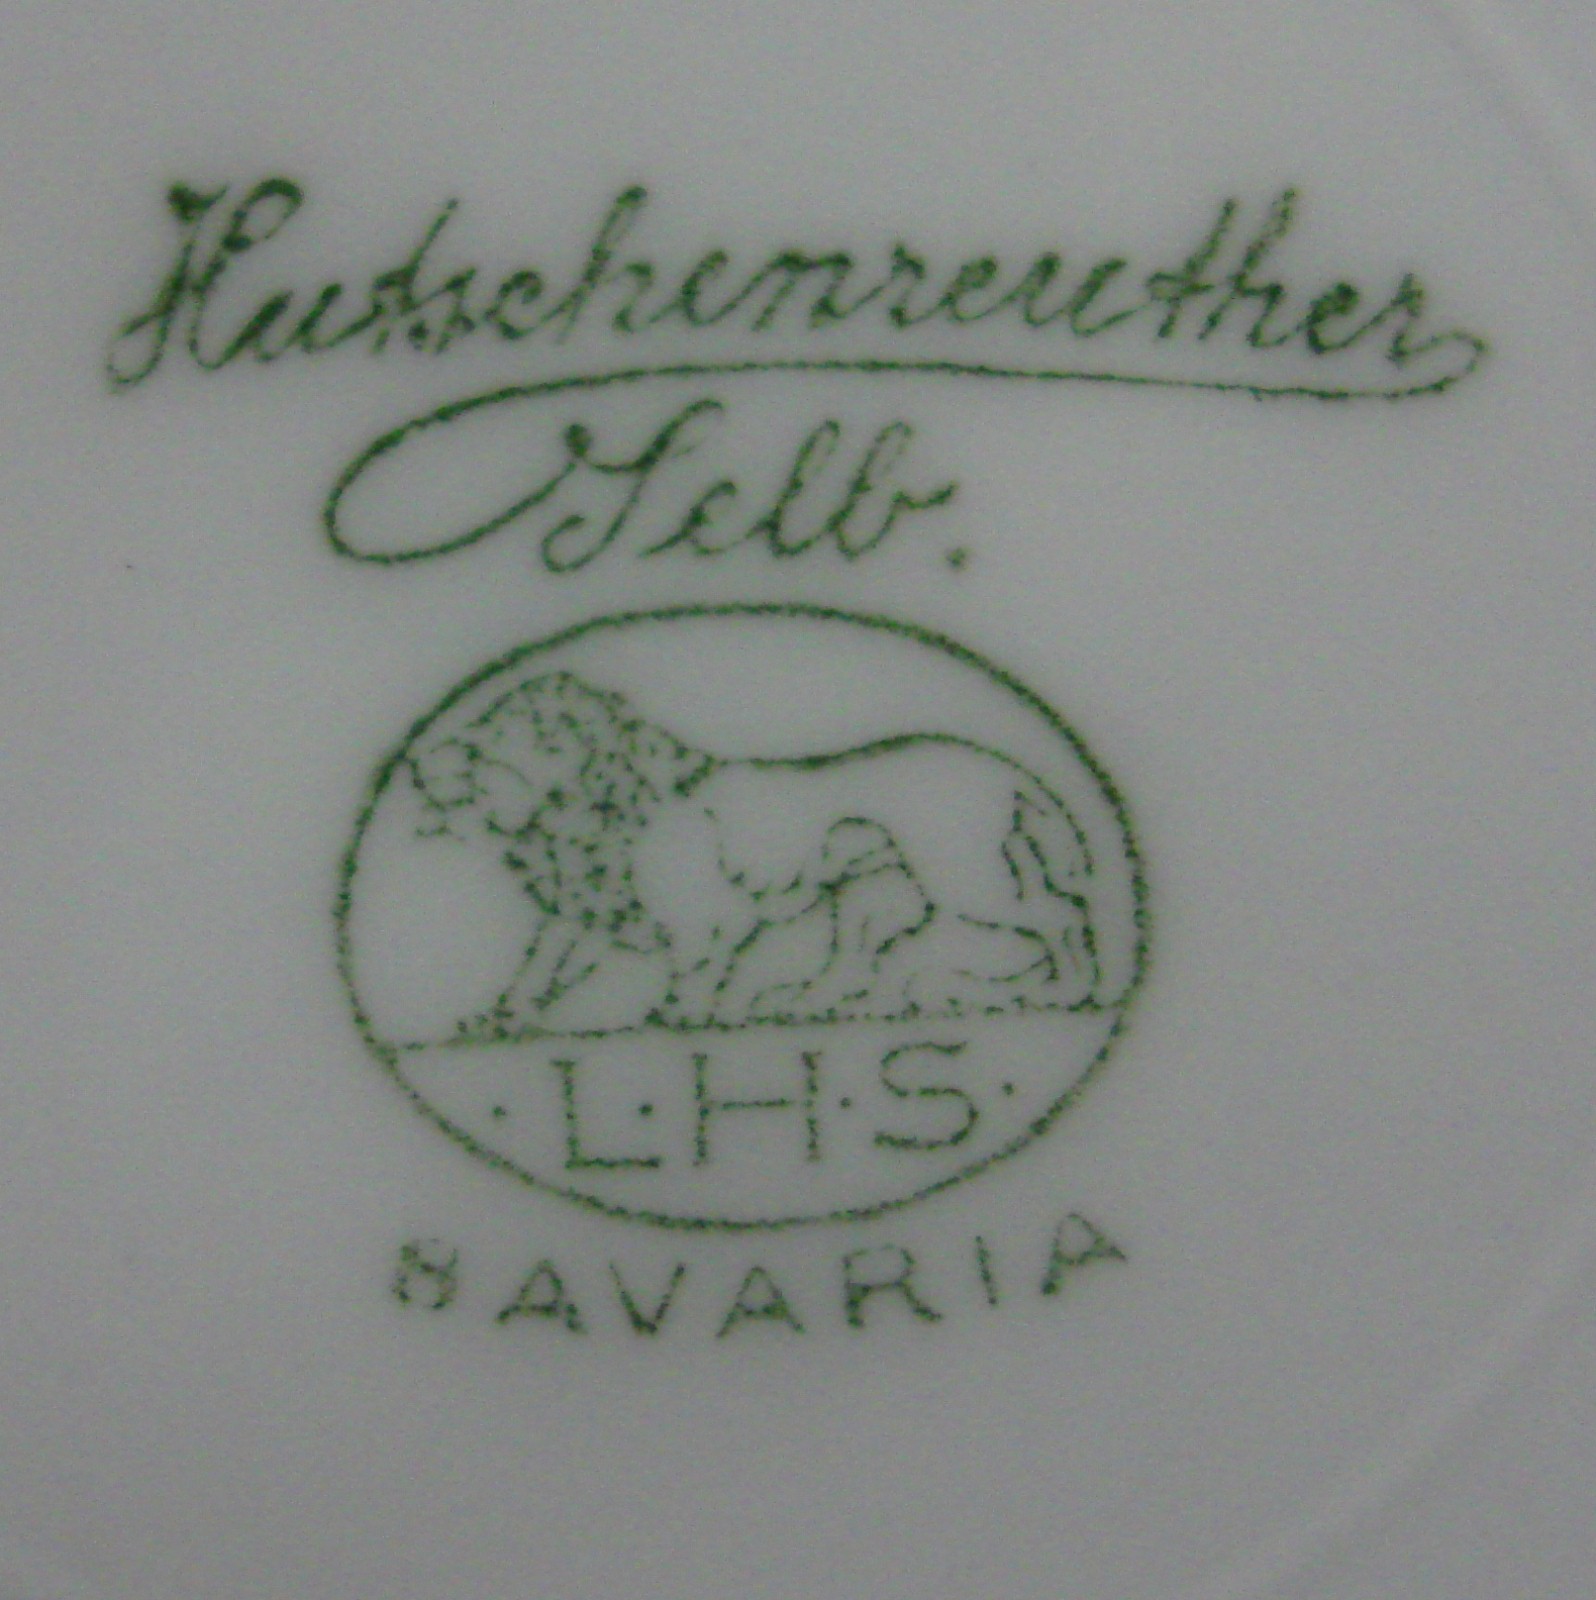 Hutschenreuther
Selb.
· L · H · S ·
BAVARIA